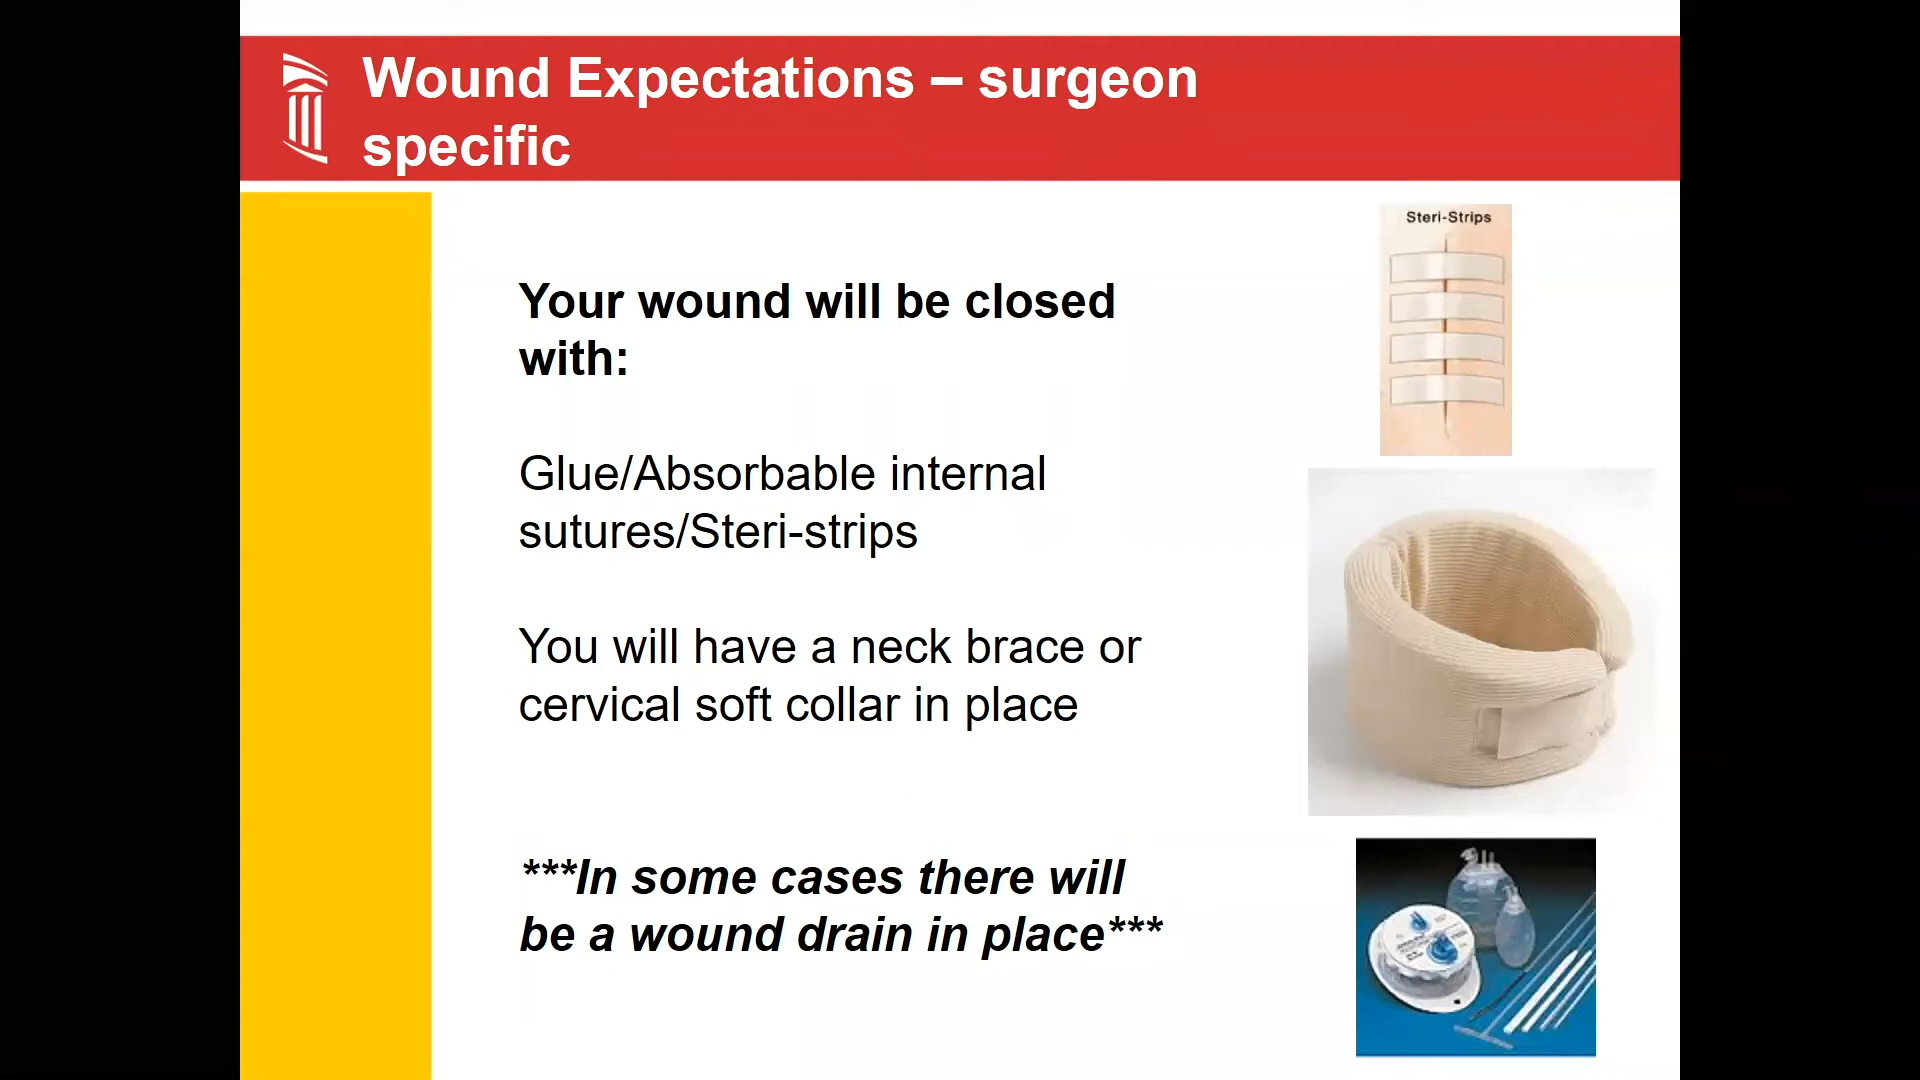 Wound Expectations – surgeon
specific
Steri-Strips
Your wound will be closed
with:
Glue/Absorbable internal
sutures/Steri-strips
You will have a neck brace or
cervical soft collar in place
***In some cases there will
be a wound drain in place***